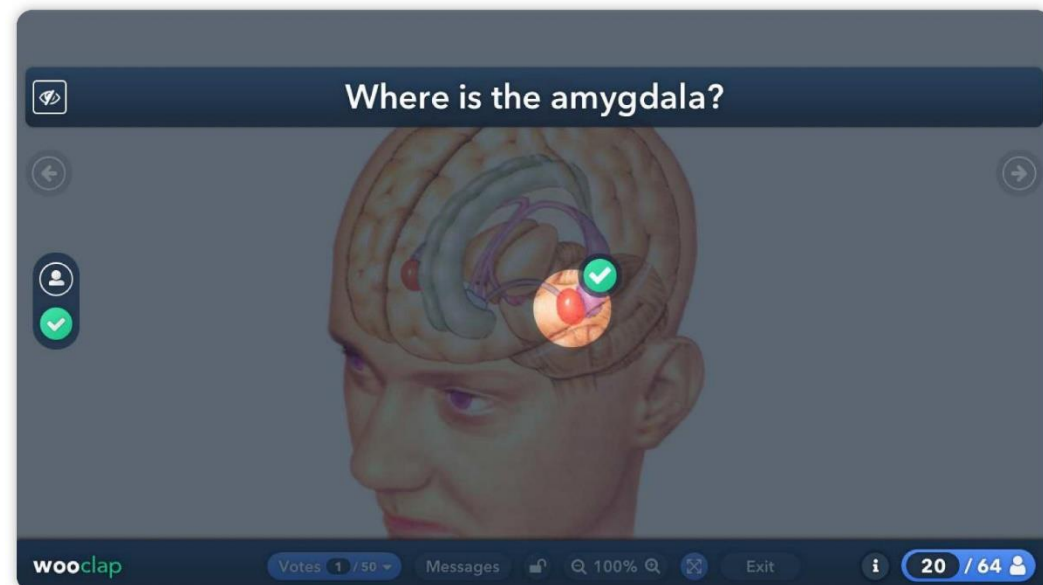 Where is the amygdala?
wooclap Votes 1 / 50 Messages 100% Exit i 20 / 64